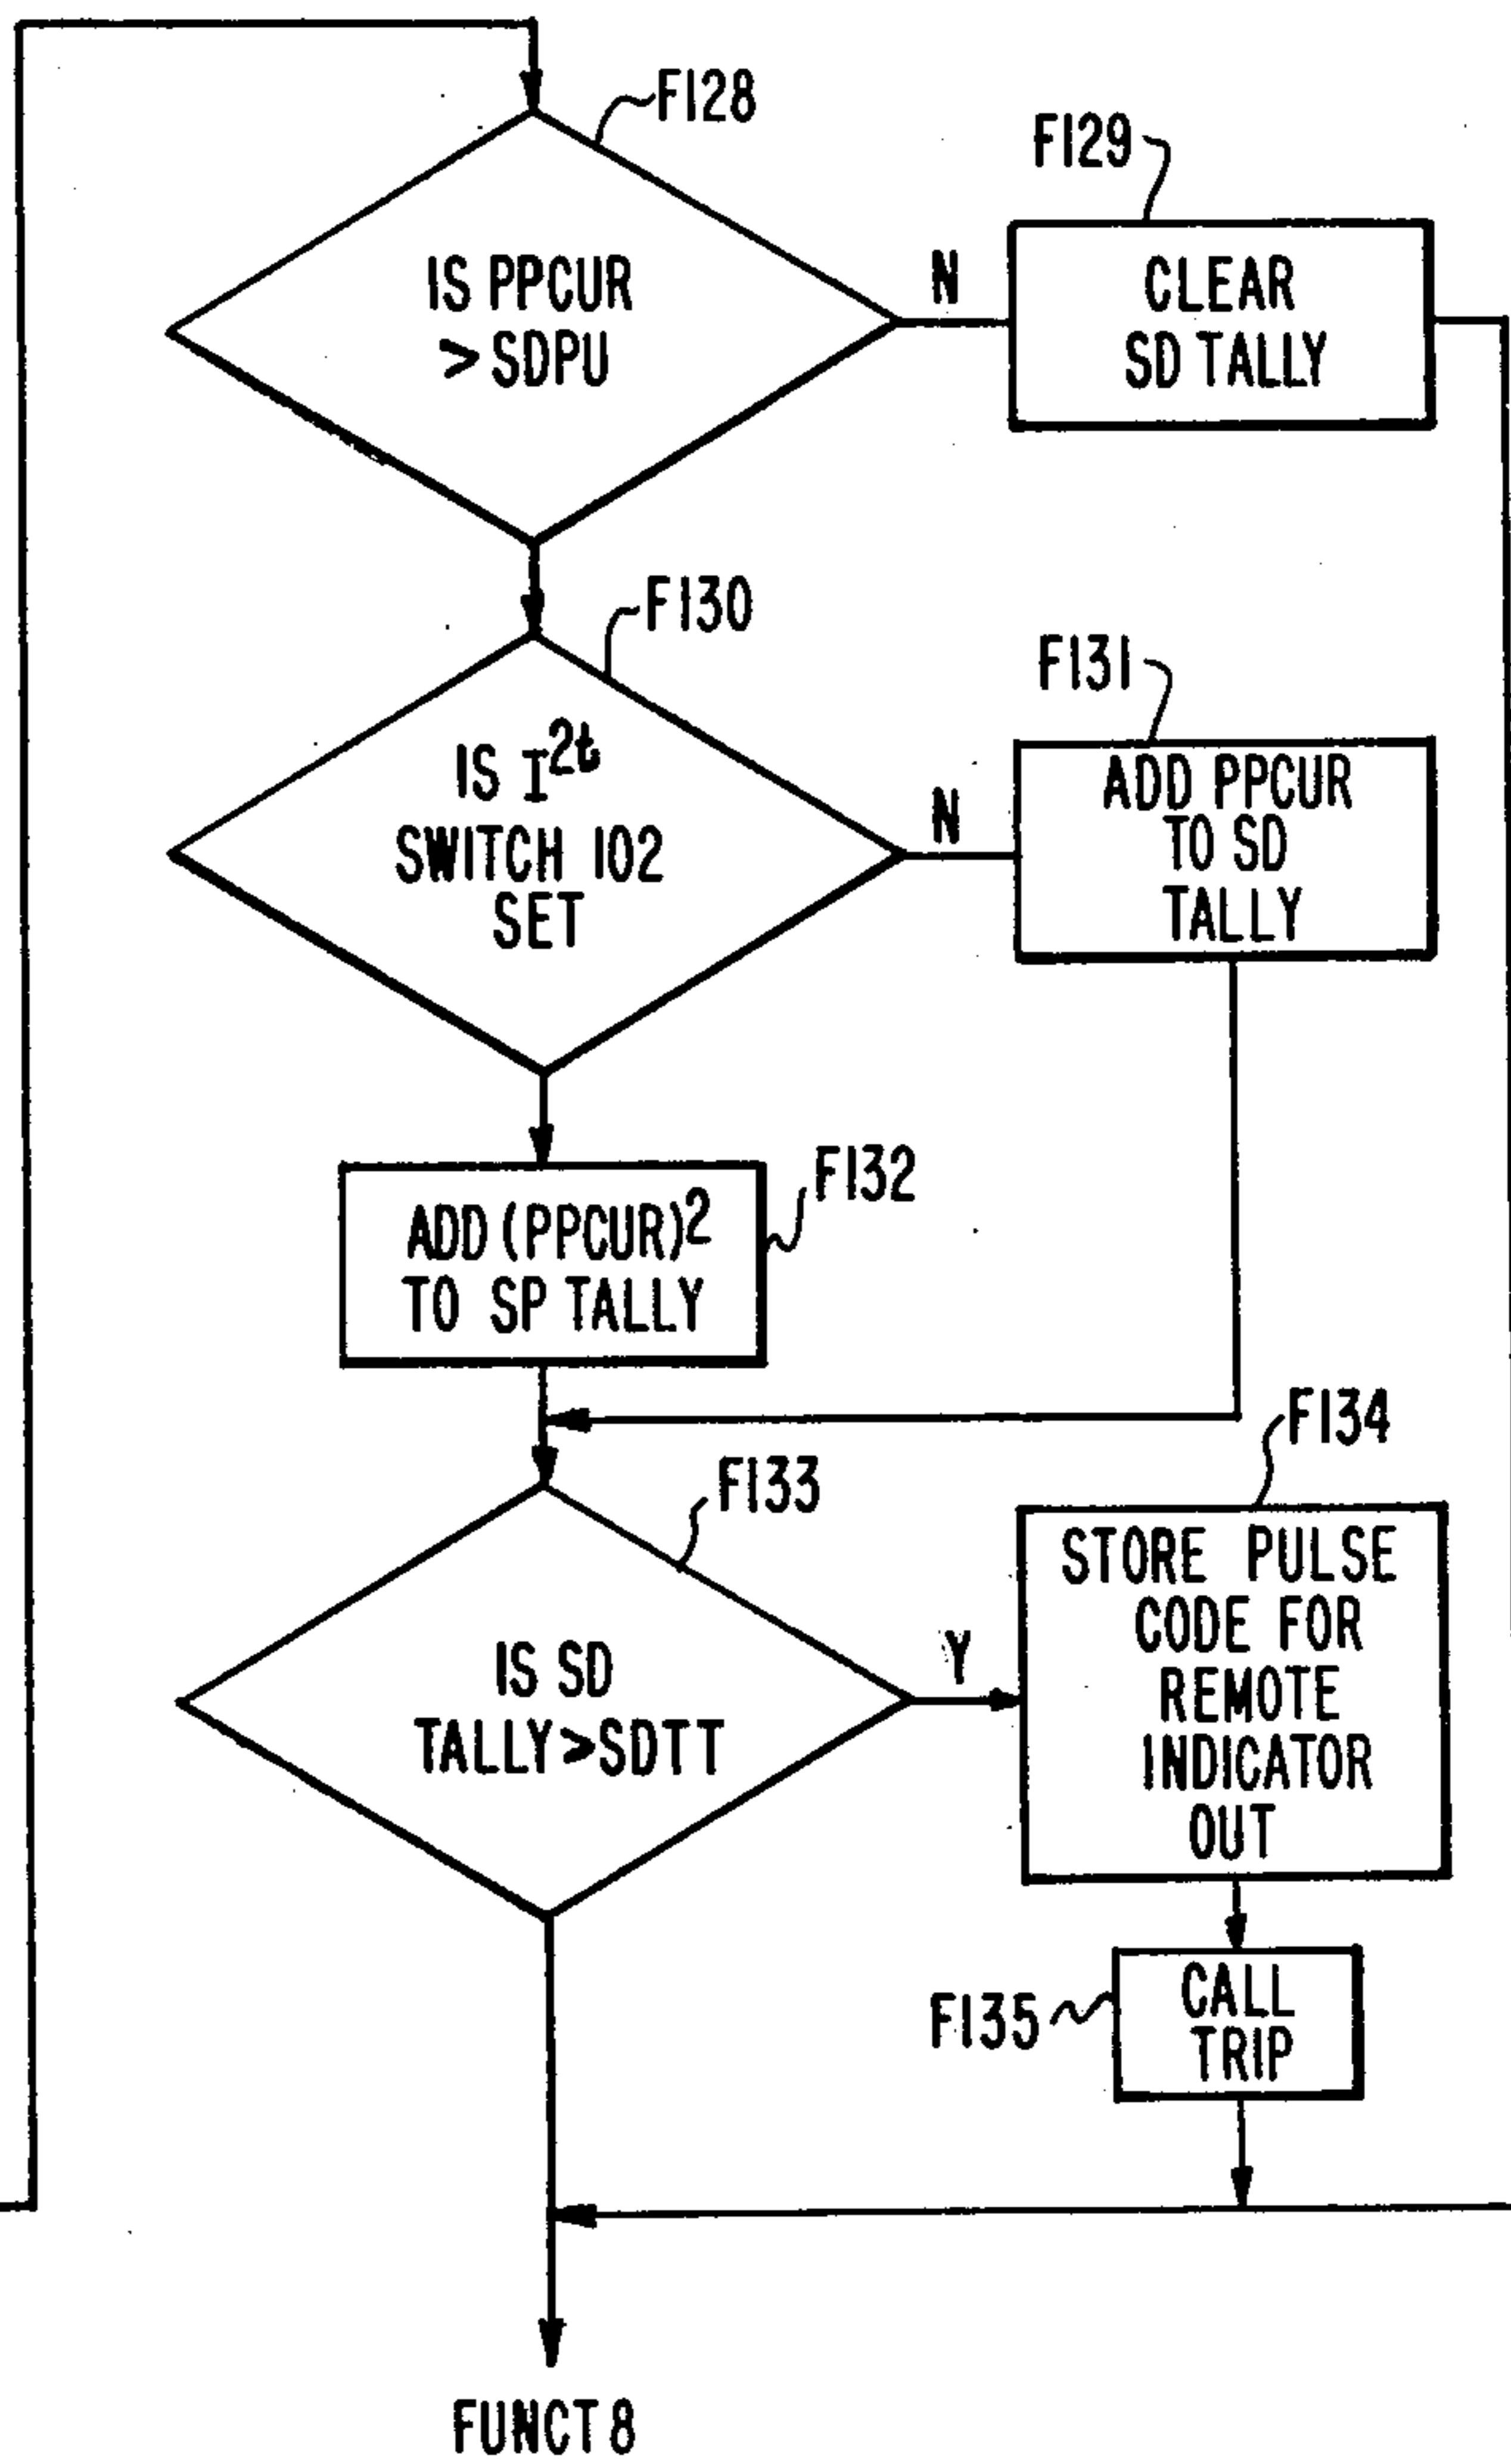 F128
IS PPCUR
> SDPU
N
F129
CLEAR
SD TALLY
F130
IS I²ᵗ
SWITCH 102
SET
N
F131
ADD PPCUR
TO SD
TALLY
F132
ADD (PPCUR)²
TO SP TALLY
F133
IS SD
TALLY>SDTT
Y
F134
STORE PULSE
CODE FOR
REMOTE
INDICATOR
OUT
F135
CALL
TRIP
FUNCT 8